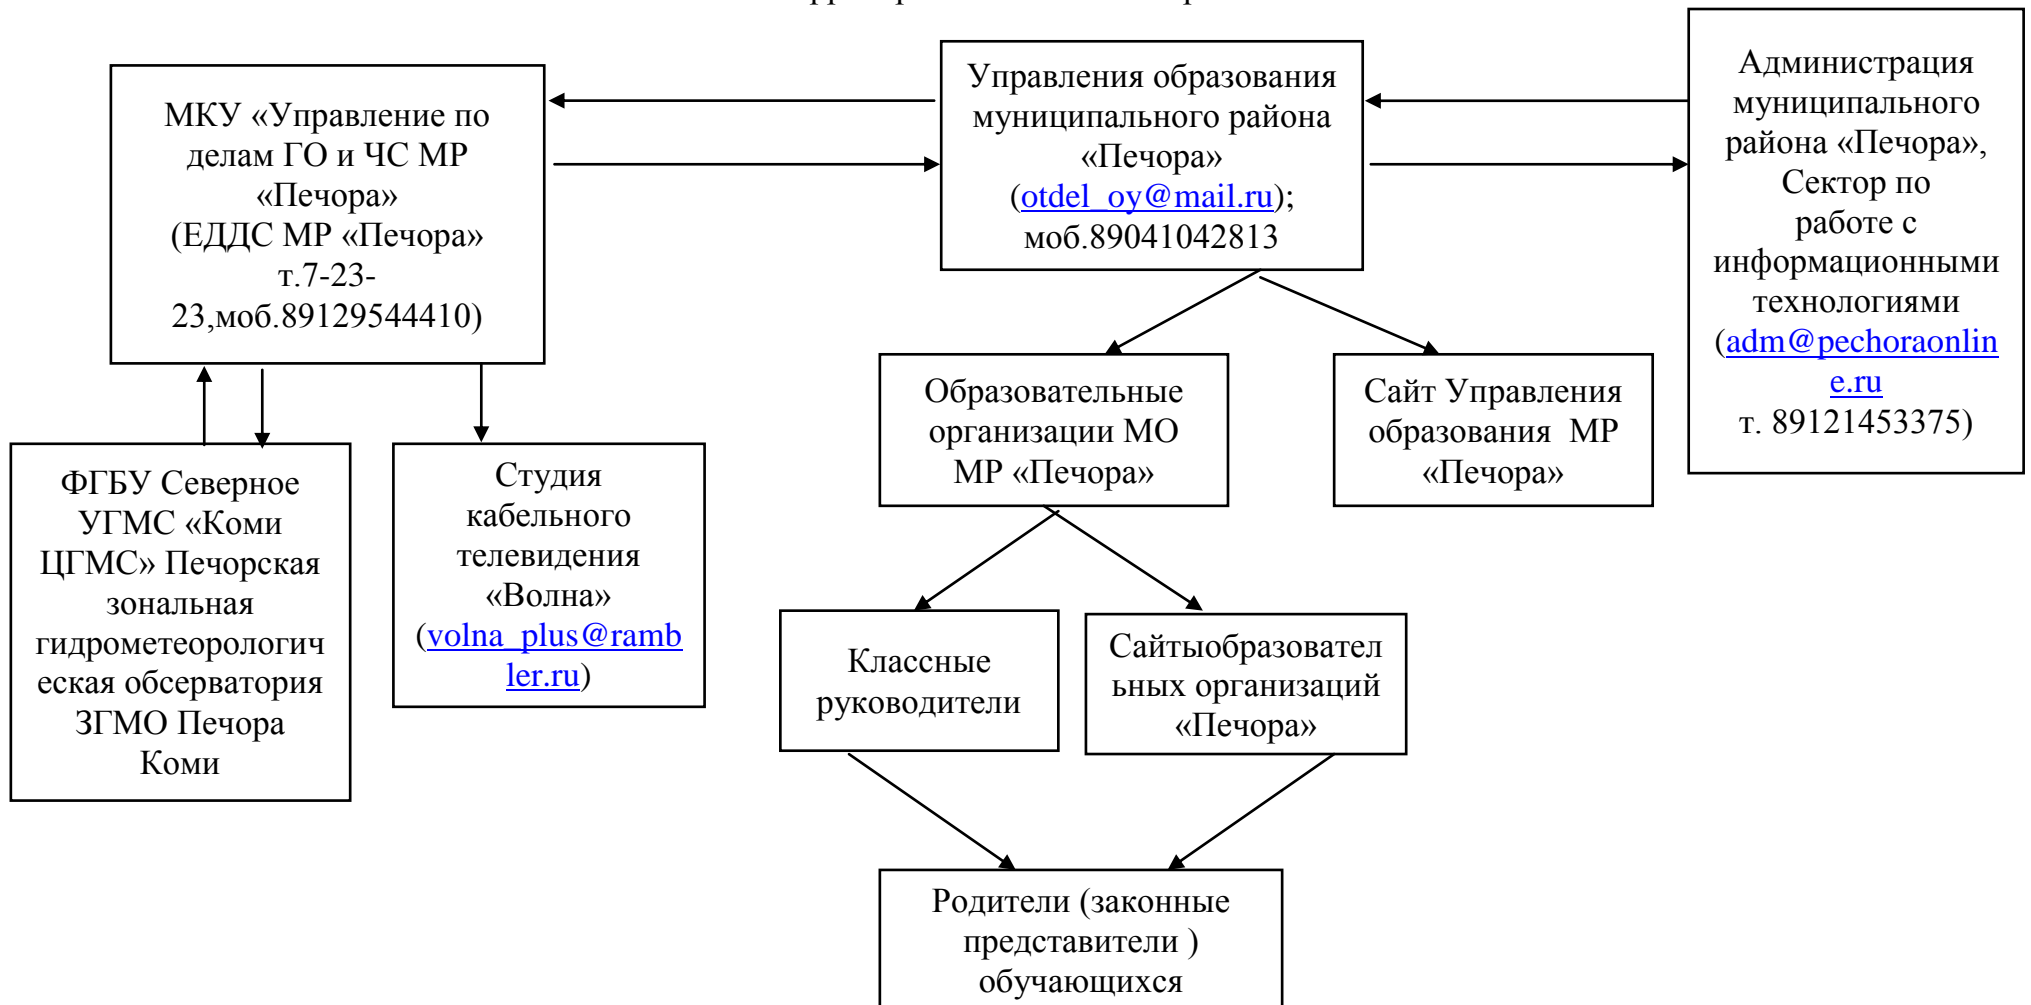 МКУ «Управление по
делам ГО и ЧС МР
«Печора»
(ЕДДС МР «Печора»
т.7-23-
23,моб.89129544410)
Управления образования
муниципального района
«Печора»
(otdel_oy@mail.ru);
моб.89041042813
Администрация
муниципального
района «Печора»,
Сектор по
работе с
информационными
технологиями
(adm@pechoraonlin
e.ru
т. 89121453375)
ФГБУ Северное
УГМС «Коми
ЦГМС» Печорская
зональная
гидрометеорологич
еская обсерватория
ЗГМО Печора
Коми
Студия
кабельного
телевидения
«Волна»
(volna_plus@ramb
ler.ru)
Образовательные
организации МО
МР «Печора»
Сайт Управления
образования МР
«Печора»
Классные
руководители
Сайтыобразовател
ьных организаций
«Печора»
Родители (законные
представители )
обучающихся